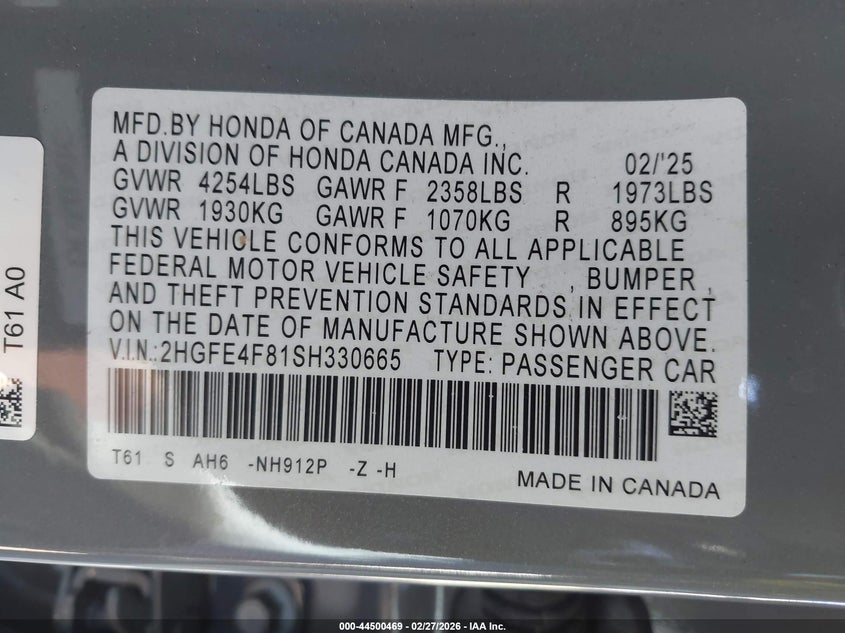 MFD.BY HONDA OF CANADA MFG.,
A DIVISION OF HONDA CANADA INC. 02/'25
GVWR 4254LBS GAWR F 2358LBS R 1973LBS
GVWR 1930KG GAWR F 1070KG R 895KG
THIS VEHICLE CONFORMS TO ALL APPLICABLE
FEDERAL MOTOR VEHICLE SAFETY , BUMPER ,
AND THEFT PREVENTION STANDARDS IN EFFECT
ON THE DATE OF MANUFACTURE SHOWN ABOVE.
V.I.N.:2HGFE4F81SH330665 TYPE: PASSENGER CAR
T61 S AH6 -NH912P -Z -H
MADE IN CANADA
T61 A0
000-44500469 | 02/27/2026 - IAA Inc.